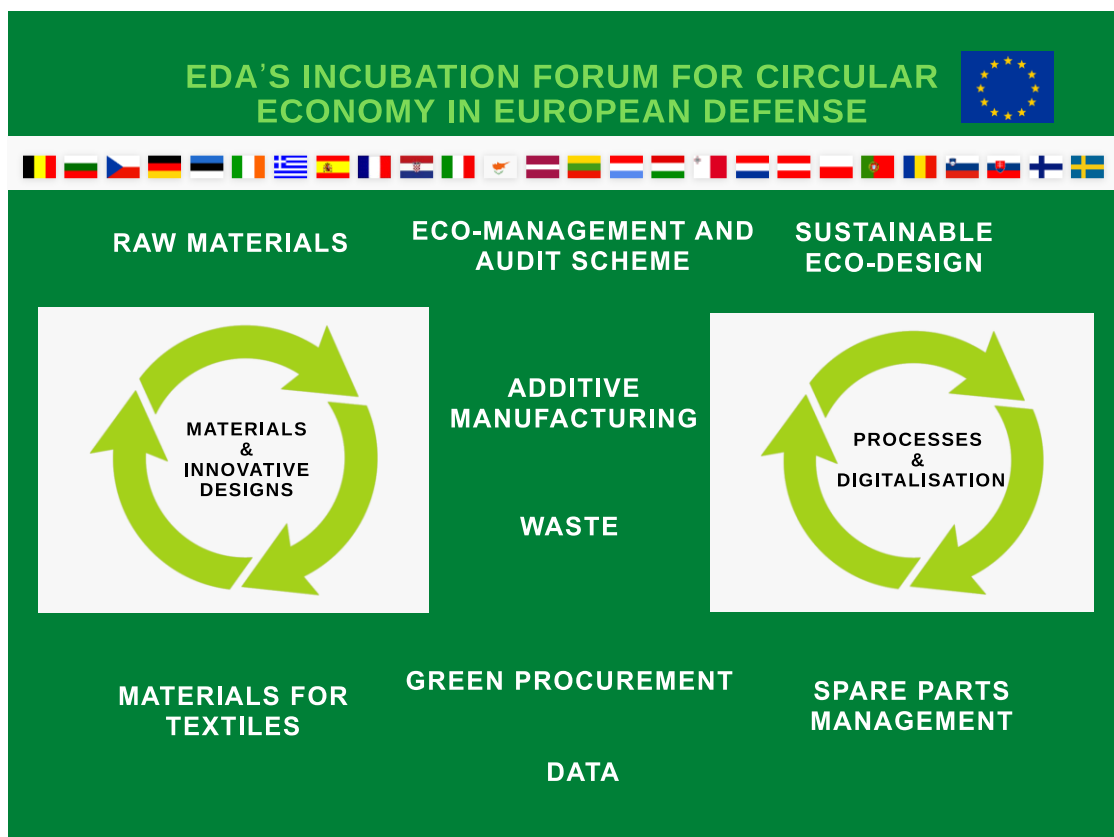 EDA’S INCUBATION FORUM FOR CIRCULAR
ECONOMY IN EUROPEAN DEFENSE
RAW MATERIALS
ECO-MANAGEMENT AND
AUDIT SCHEME
SUSTAINABLE
ECO-DESIGN
MATERIALS
&
INNOVATIVE
DESIGNS
ADDITIVE
MANUFACTURING
WASTE
PROCESSES
&
DIGITALISATION
MATERIALS FOR
TEXTILES
GREEN PROCUREMENT
SPARE PARTS
MANAGEMENT
DATA